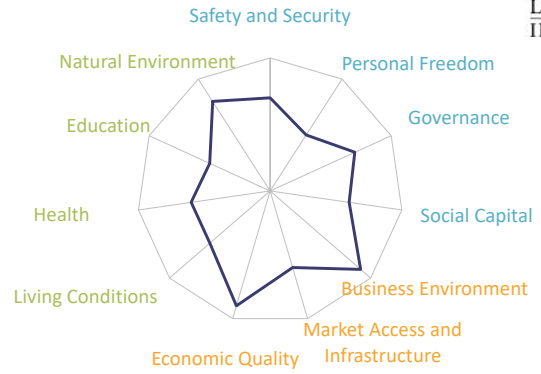 Safety and Security
Natural Environment
Personal Freedom
Education
Governance
Health
Social Capital
Living Conditions
Business Environment
Market Access and
Infrastructure
Economic Quality